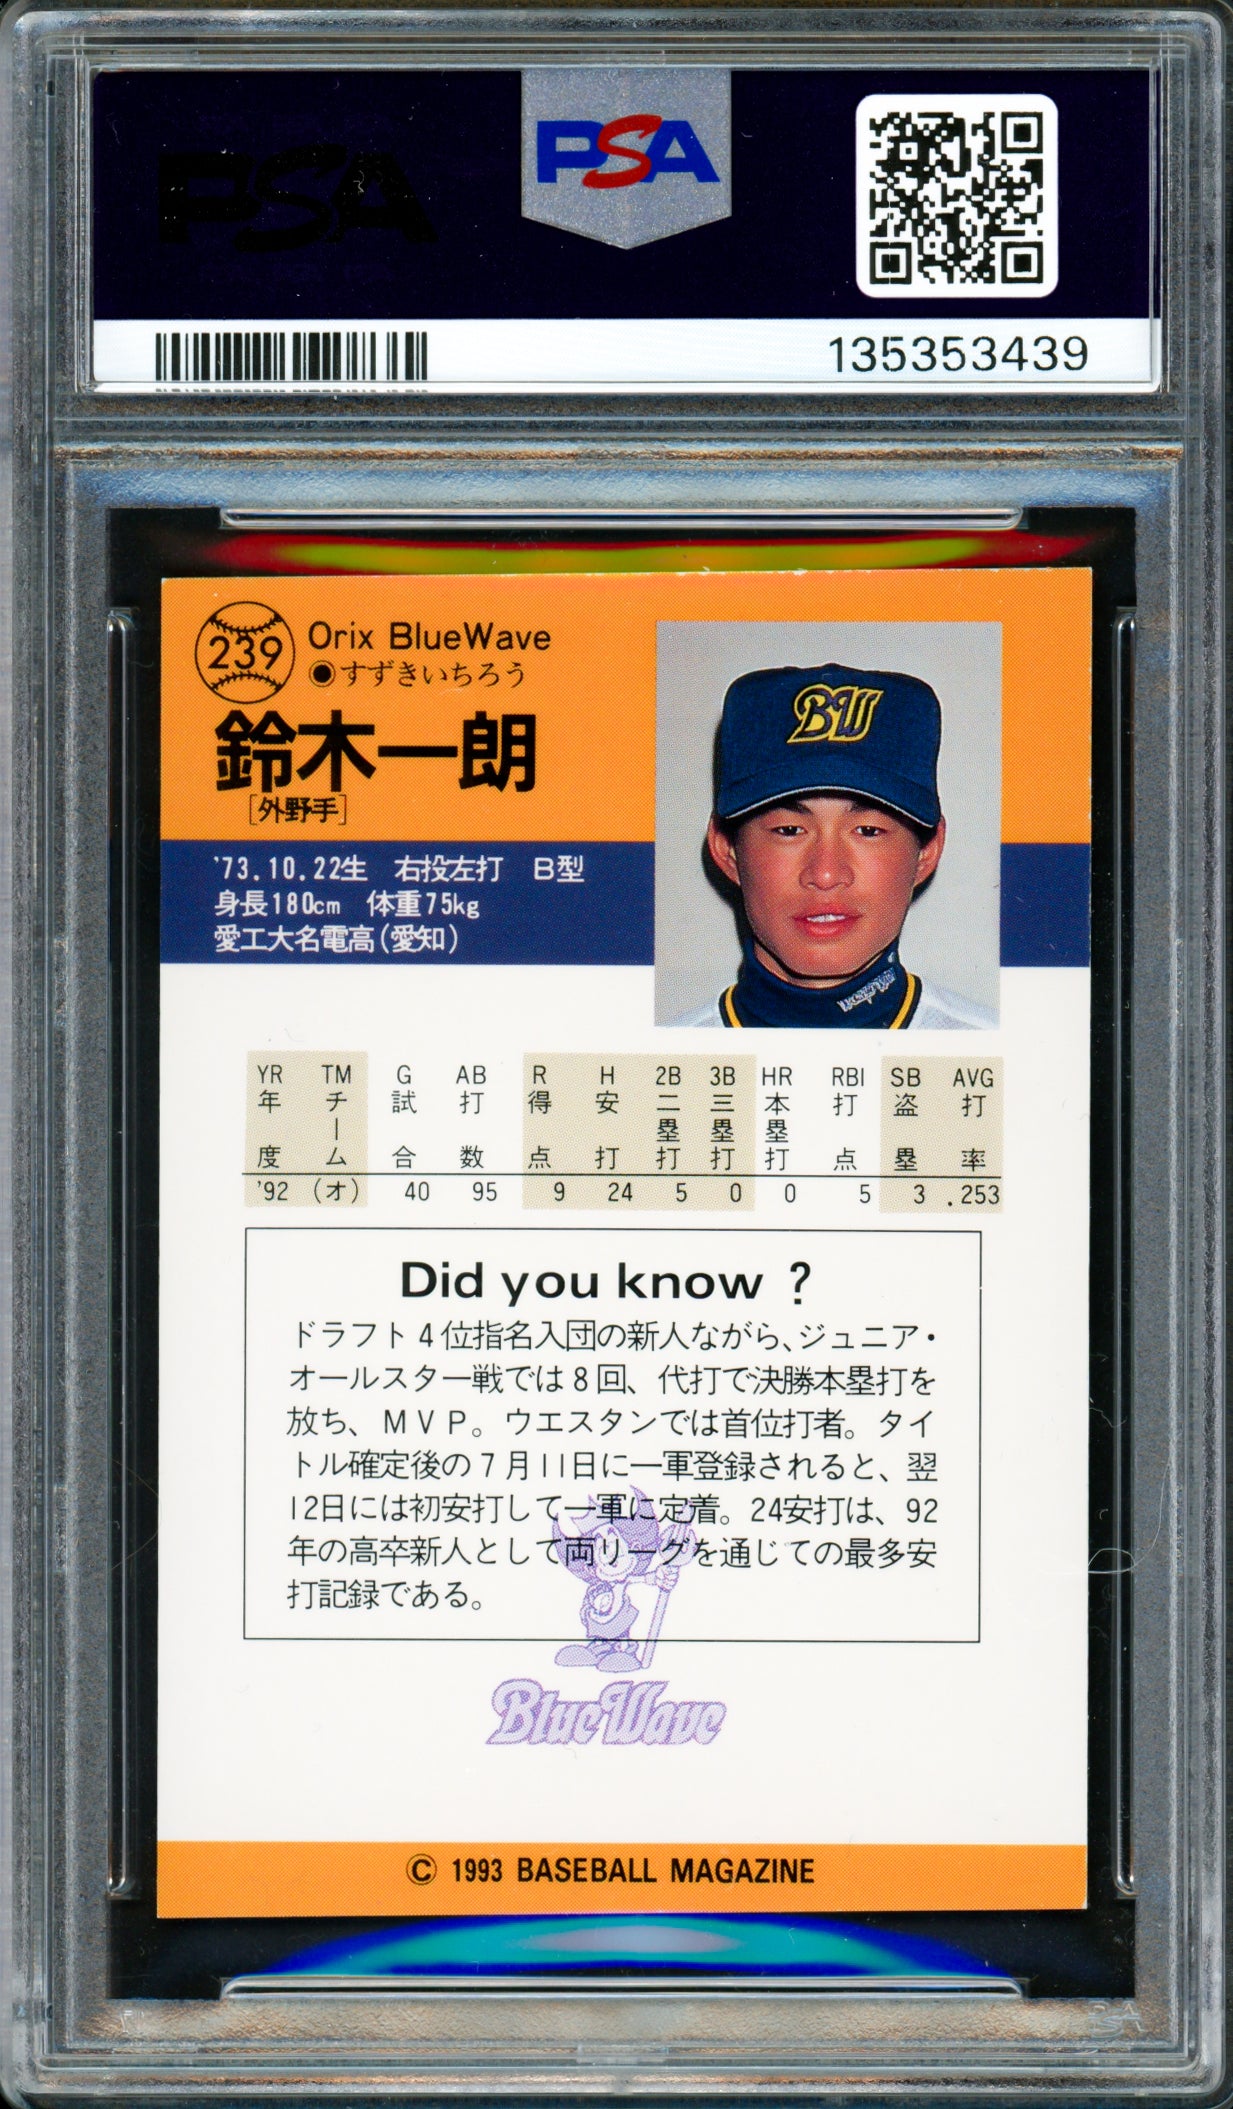 PSA
PSA
135353439
239
Orix BlueWave
●すずきいちろう
鈴木一朗
[外野手]
'73.10.22生 右投左打 B型
身長180cm 体重75kg
愛工大名電高(愛知)
BW
YR TM G AB R H 2B 3B HR RBI SB AVG
年度 チーム 試合 打数 得点 安打 二塁打 三塁打 本塁打 打点 盗塁 打率
'92 (オ) 40 95 9 24 5 0 0 5 3 .253
Did you know ?
ドラフト4位指名入団の新人ながら、ジュニア・
オールスター戦では8回、代打で決勝本塁打を
放ち、MVP。ウエスタンでは首位打者。タイ
トル確定後の7月11日に一軍登録されると、翌
12日には初安打して一軍に定着。24安打は、92
年の高卒新人として両リーグを通じての最多安
打記録である。
BlueWave
© 1993 BASEBALL MAGAZINE
PSA